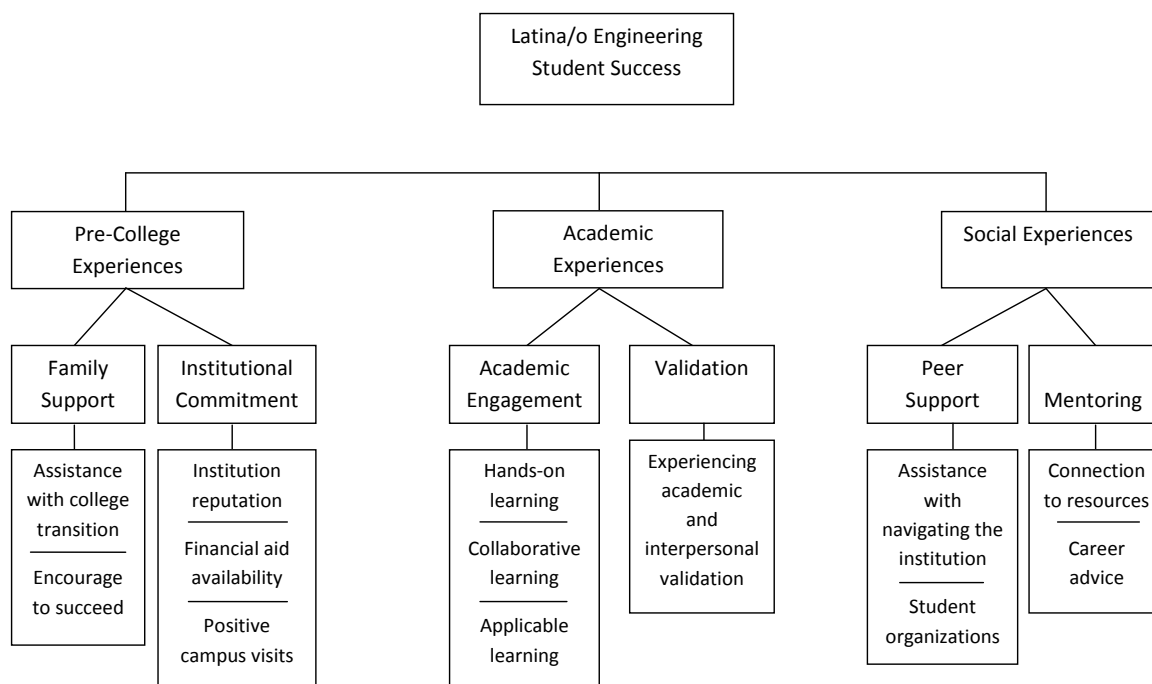 Latina/o Engineering
Student Success
Pre-College
Experiences
Academic
Experiences
Social Experiences
Family
Support
Institutional
Commitment
Academic
Engagement
Validation
Peer
Support
Mentoring
Assistance
with college
transition
Encourage
to succeed
Institution
reputation
Financial aid
availability
Positive
campus visits
Hands-on
learning
Collaborative
learning
Applicable
learning
Experiencing
academic
and
interpersonal
validation
Assistance
with
navigating the
institution
Student
organizations
Connection
to resources
Career
advice